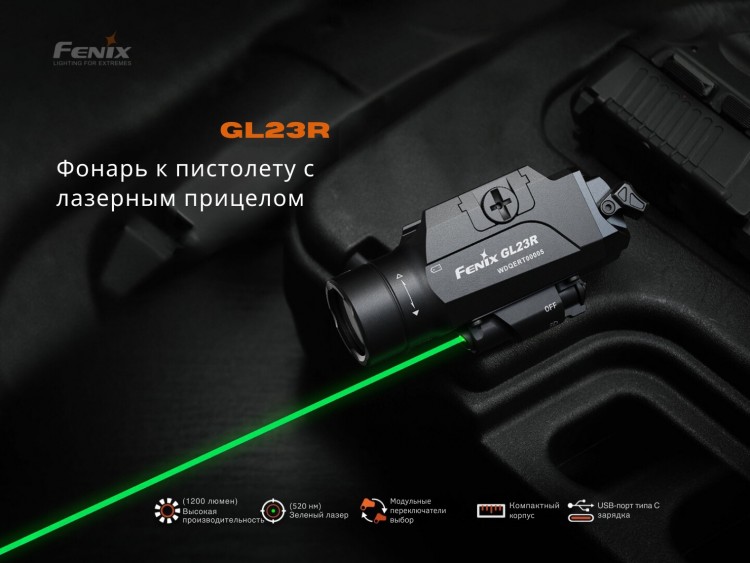 FENIX
LIGHTING FOR EXTREMES
GL23R
Фонарь к пистолету с
лазерным прицелом
FENIX GL23R
WDQERT00005
OFF
(1200 люмен)
Высокая
производительность
(520 нм)
Зеленый лазер
Модульные
переключатели
выбор
Компактный
корпус
USB-порт типа C
зарядка